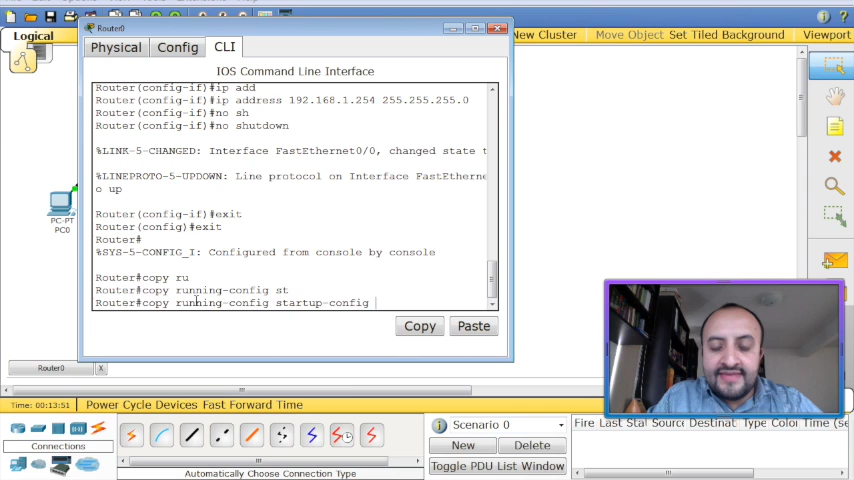 Router0
Logical
New Cluster
Move Object
Set Tiled Background
Viewport
Physical
Config
CLI
IOS Command Line Interface
Router(config-if)#ip add
Router(config-if)#ip address 192.168.1.254 255.255.255.0
Router(config-if)#no sh
Router(config-if)#no shutdown
%LINK-5-CHANGED: Interface FastEthernet0/0, changed state t
%LINEPROTO-5-UPDOWN: Line protocol on Interface FastEtherne
o up
Router(config-if)#exit
Router(config)#exit
Router#
%SYS-5-CONFIG_I: Configured from console by console
Router#copy ru
Router#copy running-config st
Router#copy running-config startup-config
Copy
Paste
PC-PT
PC0
Router0
X
Time: 00:13:51
Power Cycle Devices Fast Forward Time
Connections
Automatically Choose Connection Type
Scenario 0
New
Delete
Toggle PDU List Window
Fire Last Stat Source Destinat Type Color Time (se